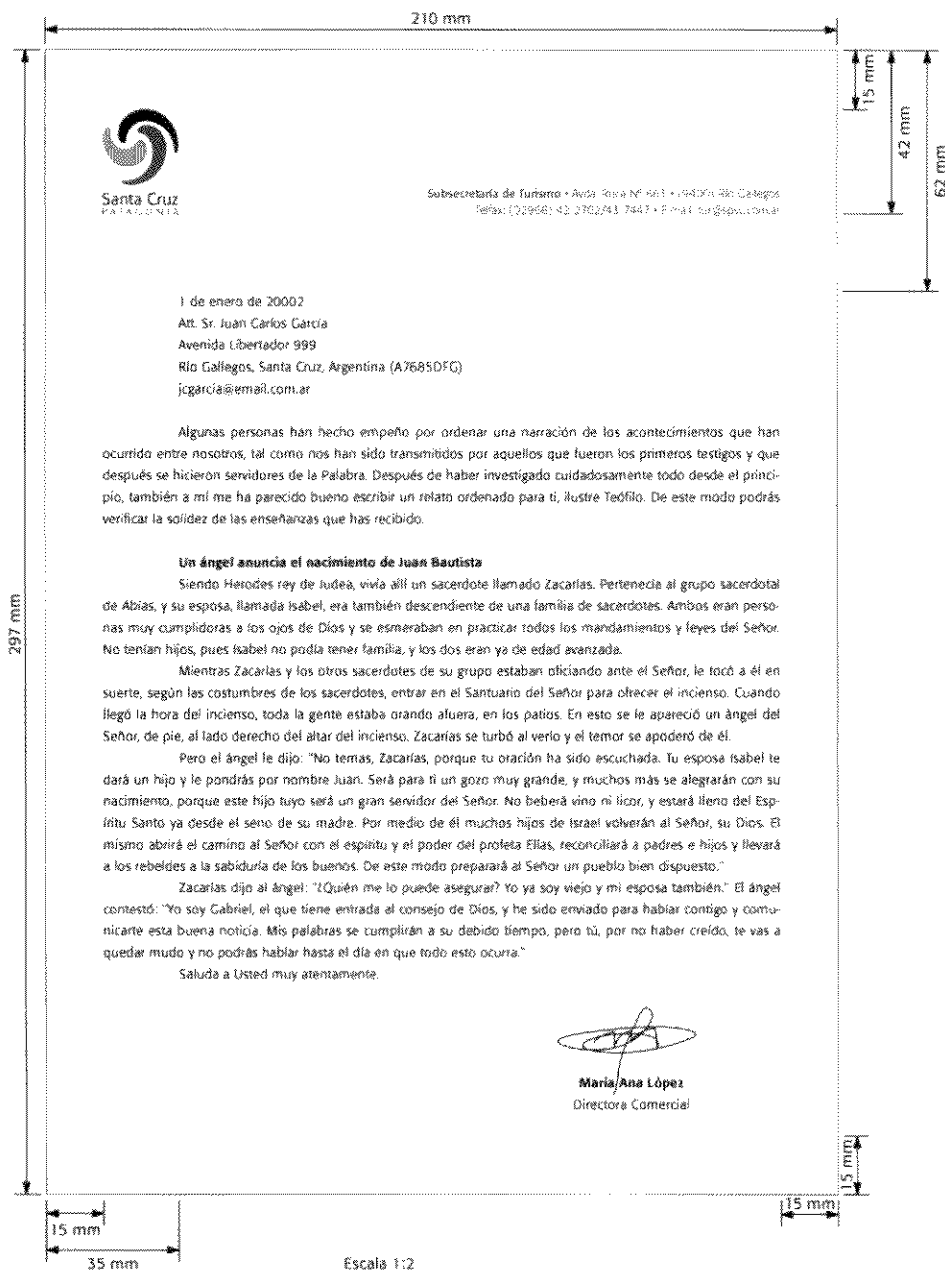 210 mm
15 mm
42 mm
62 mm
Santa Cruz
PATAGONIA
Subsecretaría de Turismo • Avda. Roca Nº • Río Gallegos
Telfax: (02966) • E-mail:
1 de enero de 20002
Att. Sr. Juan Carlos García
Avenida Libertador 999
Río Gallegos, Santa Cruz, Argentina (A7685DFG)
jcgarcia@email.com.ar
Algunas personas han hecho empeño por ordenar una narración de los acontecimientos que han
ocurrido entre nosotros, tal como nos han sido transmitidos por aquellos que fueron los primeros testigos y que
después se hicieron servidores de la Palabra. Después de haber investigado cuidadosamente todo desde el princi-
pio, también a mí me ha parecido bueno escribir un relato ordenado para ti, ilustre Teófilo. De este modo podrás
verificar la solidez de las enseñanzas que has recibido.
Un ángel anuncia el nacimiento de Juan Bautista
Siendo Herodes rey de Judea, vivía allí un sacerdote llamado Zacarías. Pertenecía al grupo sacerdotal
de Abías, y su esposa, llamada Isabel, era también descendiente de una familia de sacerdotes. Ambos eran perso-
nas muy cumplidoras a los ojos de Dios y se esmeraban en practicar todos los mandamientos y leyes del Señor.
No tenían hijos, pues Isabel no podía tener familia, y los dos eran ya de edad avanzada.
Mientras Zacarías y los otros sacerdotes de su grupo estaban oficiando ante el Señor, le tocó a él en
suerte, según las costumbres de los sacerdotes, entrar en el Santuario del Señor para ofrecer el incienso. Cuando
llegó la hora del incienso, toda la gente estaba orando afuera, en los patios. En esto se le apareció un ángel del
Señor, de pie, al lado derecho del altar del incienso. Zacarías se turbó al verlo y el temor se apoderó de él.
Pero el ángel le dijo: "No temas, Zacarías, porque tu oración ha sido escuchada. Tu esposa Isabel te
dará un hijo y le pondrás por nombre Juan. Será para ti un gozo muy grande, y muchos más se alegrarán con su
nacimiento, porque este hijo tuyo será un gran servidor del Señor. No beberá vino ni licor, y estará lleno del Esp-
íritu Santo ya desde el seno de su madre. Por medio de él muchos hijos de Israel volverán al Señor, su Dios. El
mismo abrirá el camino al Señor con el espíritu y el poder del profeta Elías, reconciliará a padres e hijos y llevará
a los rebeldes a la sabiduría de los buenos. De este modo preparará al Señor un pueblo bien dispuesto."
Zacarías dijo al ángel: "¿Quién me lo puede asegurar? Yo ya soy viejo y mi esposa también." El ángel
contestó: "Yo soy Gabriel, el que tiene entrada al consejo de Dios, y he sido enviado para hablar contigo y comu-
nicarte esta buena noticia. Mis palabras se cumplirán a su debido tiempo, pero tú, por no haber creído, te vas a
quedar mudo y no podrás hablar hasta el día en que todo esto ocurra."
Saluda a Usted muy atentamente.
María Ana López
Directora Comercial
297 mm
15 mm
15 mm
15 mm
35 mm
Escala 1:2